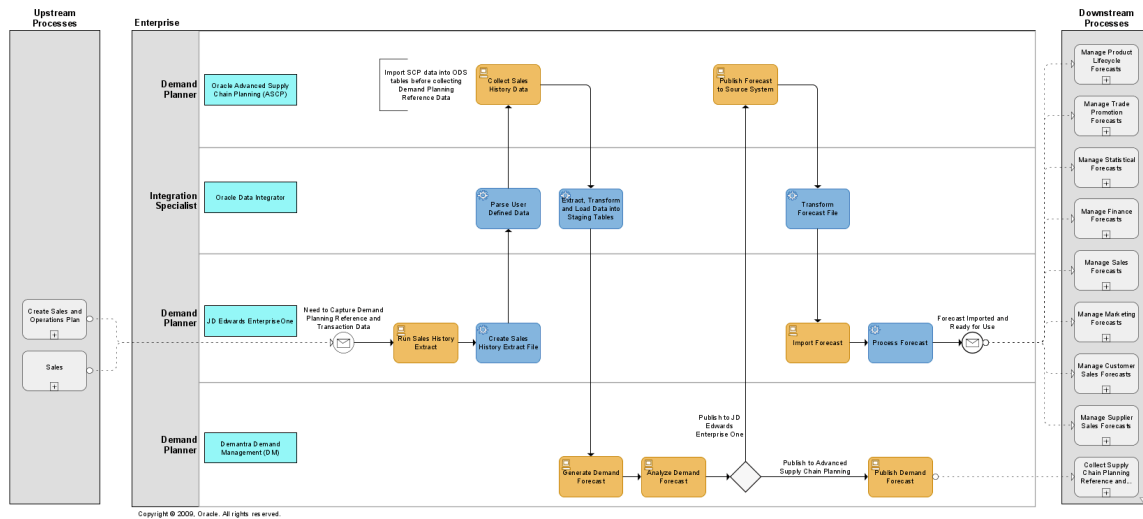 Upstream
Processes
Enterprise
Downstream
Processes
Demand
Planner
Oracle Advanced Supply
Chain Planning (ASCP)
Import SCP data into ODS
tables before collecting
Demand Planning
Reference Data
Collect Sales
History Data
Publish Forecast
to Source System
Integration
Specialist
Oracle Data Integrator
Parse User
Defined Data
Extract, Transform
and Load Data into
Staging Tables
Transform
Forecast File
Demand
Planner
JD Edwards EnterpriseOne
Need to Capture Demand
Planning Reference and
Transaction Data
Run Sales History
Extract
Create Sales
History Extract File
Import Forecast
Process Forecast
Forecast Imported and
Ready for Use
Create Sales and
Operations Plan
Sales
Demand
Planner
Demantra Demand
Management (DM)
Generate Demand
Forecast
Analyze Demand
Forecast
Publish to JD
Edwards
Enterprise One
Publish to Advanced
Supply Chain Planning
Publish Demand
Forecast
Manage Product
Lifecycle
Forecasts
Manage Trade
Promotion
Forecasts
Manage Statistical
Forecasts
Manage Finance
Forecasts
Manage Sales
Forecasts
Manage Marketing
Forecasts
Manage Customer
Sales Forecasts
Manage Supplier
Sales Forecasts
Collect Supply
Chain Planning
Reference and...
Copyright © 2009, Oracle. All rights reserved.